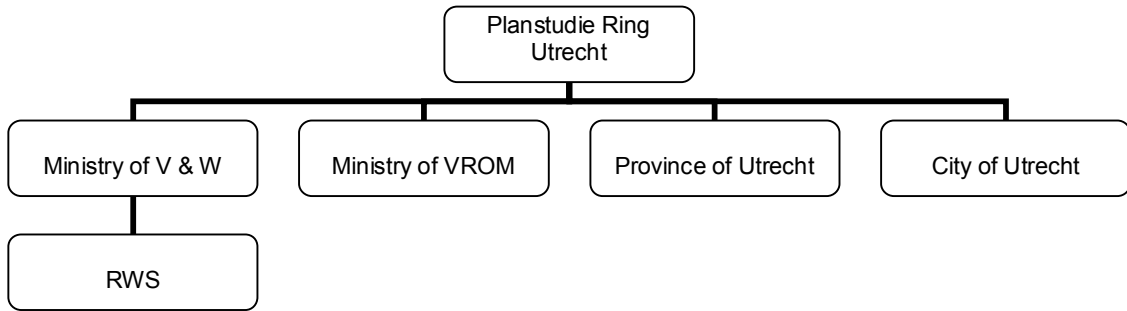 Planstudie Ring
Utrecht
Ministry of V & W
Ministry of VROM
Province of Utrecht
City of Utrecht
RWS